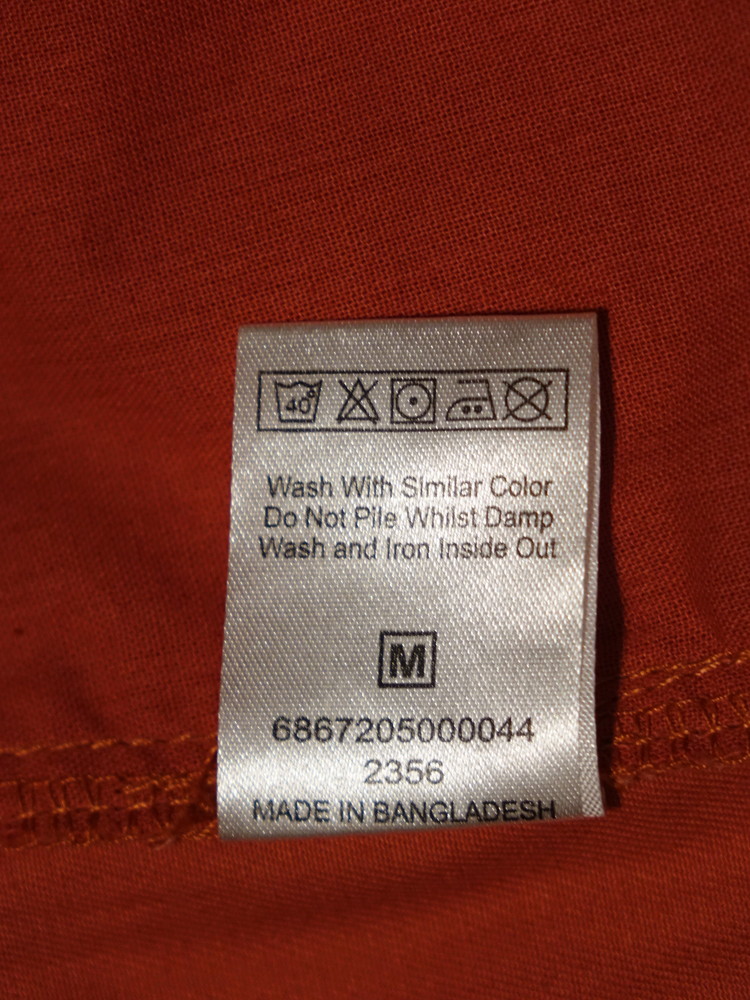 40°
Wash With Similar Color
Do Not Pile Whilst Damp
Wash and Iron Inside Out
M
6867205000044
2356
MADE IN BANGLADESH